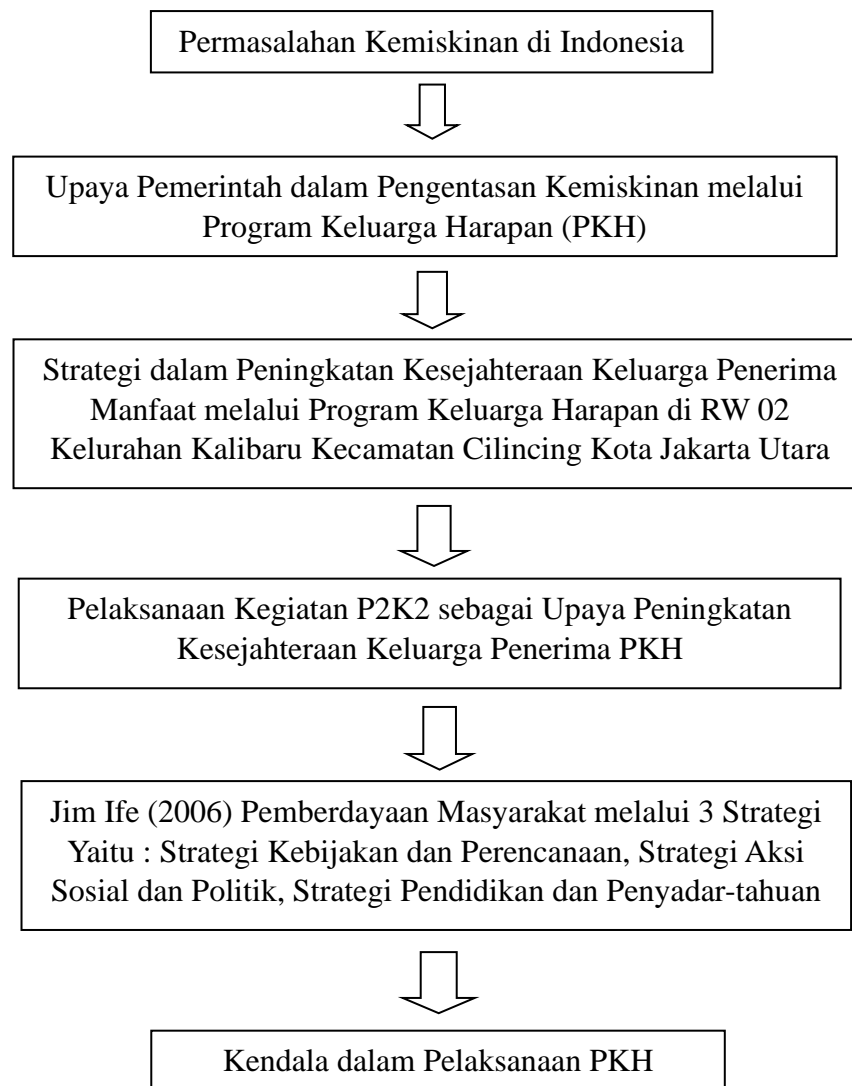 Permasalahan Kemiskinan di Indonesia
Upaya Pemerintah dalam Pengentasan Kemiskinan melalui
Program Keluarga Harapan (PKH)
Strategi dalam Peningkatan Kesejahteraan Keluarga Penerima
Manfaat melalui Program Keluarga Harapan di RW 02
Kelurahan Kalibaru Kecamatan Cilincing Kota Jakarta Utara
Pelaksanaan Kegiatan P2K2 sebagai Upaya Peningkatan
Kesejahteraan Keluarga Penerima PKH
Jim Ife (2006) Pemberdayaan Masyarakat melalui 3 Strategi
Yaitu : Strategi Kebijakan dan Perencanaan, Strategi Aksi
Sosial dan Politik, Strategi Pendidikan dan Penyadar-tahuan
Kendala dalam Pelaksanaan PKH